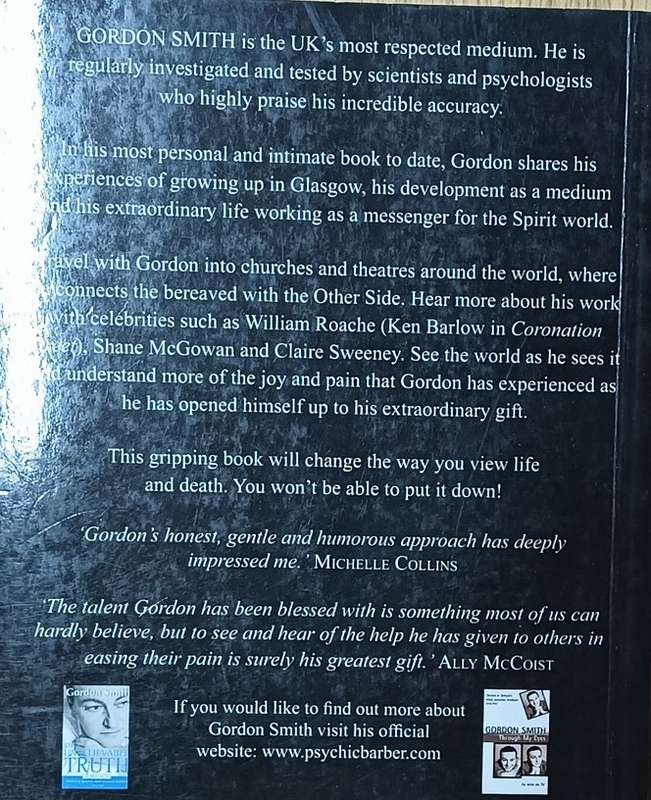 GORDON SMITH is the UK's most respected medium. He is
regularly investigated and tested by scientists and psychologists
who highly praise his incredible accuracy.
In his most personal and intimate book to date, Gordon shares his
experiences of growing up in Glasgow, his development as a medium
and his extraordinary life working as a messenger for the Spirit world.
avel with Gordon into churches and theatres around the world, where
connects the bereaved with the Other Side. Hear more about his work
with celebrities such as William Roache (Ken Barlow in Coronation
eet), Shane McGowan and Claire Sweeney. See the world as he sees it
d understand more of the joy and pain that Gordon has experienced as
he has opened himself up to his extraordinary gift.
This gripping book will change the way you view life
and death. You won't be able to put it down!
'Gordon's honest, gentle and humorous approach has deeply
impressed me.' MICHELLE COLLINS
'The talent Gordon has been blessed with is something most of us can
hardly believe, but to see and hear of the help he has given to others in
easing their pain is surely his greatest gift.' ALLY MCCOIST
Gordon Smith
TRUTH
If you would like to find out more about
Gordon Smith visit his official
website: www.psychicbarber.com
GORDON SMITH
Through My Eyes